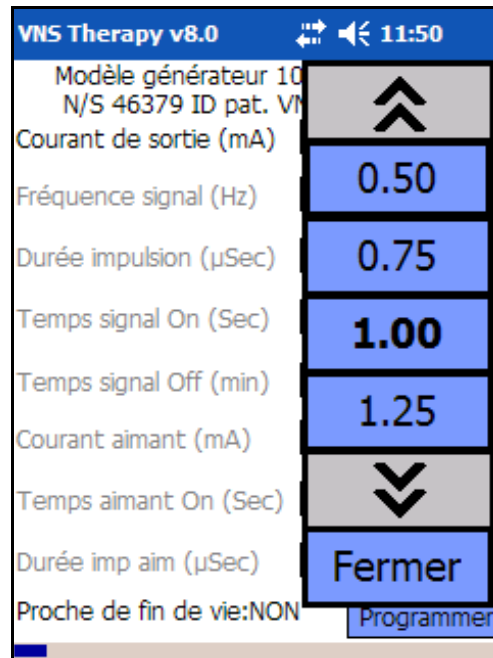 VNS Therapy v8.0 11:50
Modèle générateur 10
N/S 46379 ID pat. VN
Courant de sortie (mA)
0.50
Fréquence signal (Hz)
0.75
Durée impulsion (µSec)
Temps signal On (Sec)
1.00
Temps signal Off (min)
1.25
Courant aimant (mA)
Temps aimant On (Sec)
Durée imp aim (µSec)
Fermer
Proche de fin de vie:NON
Programmer